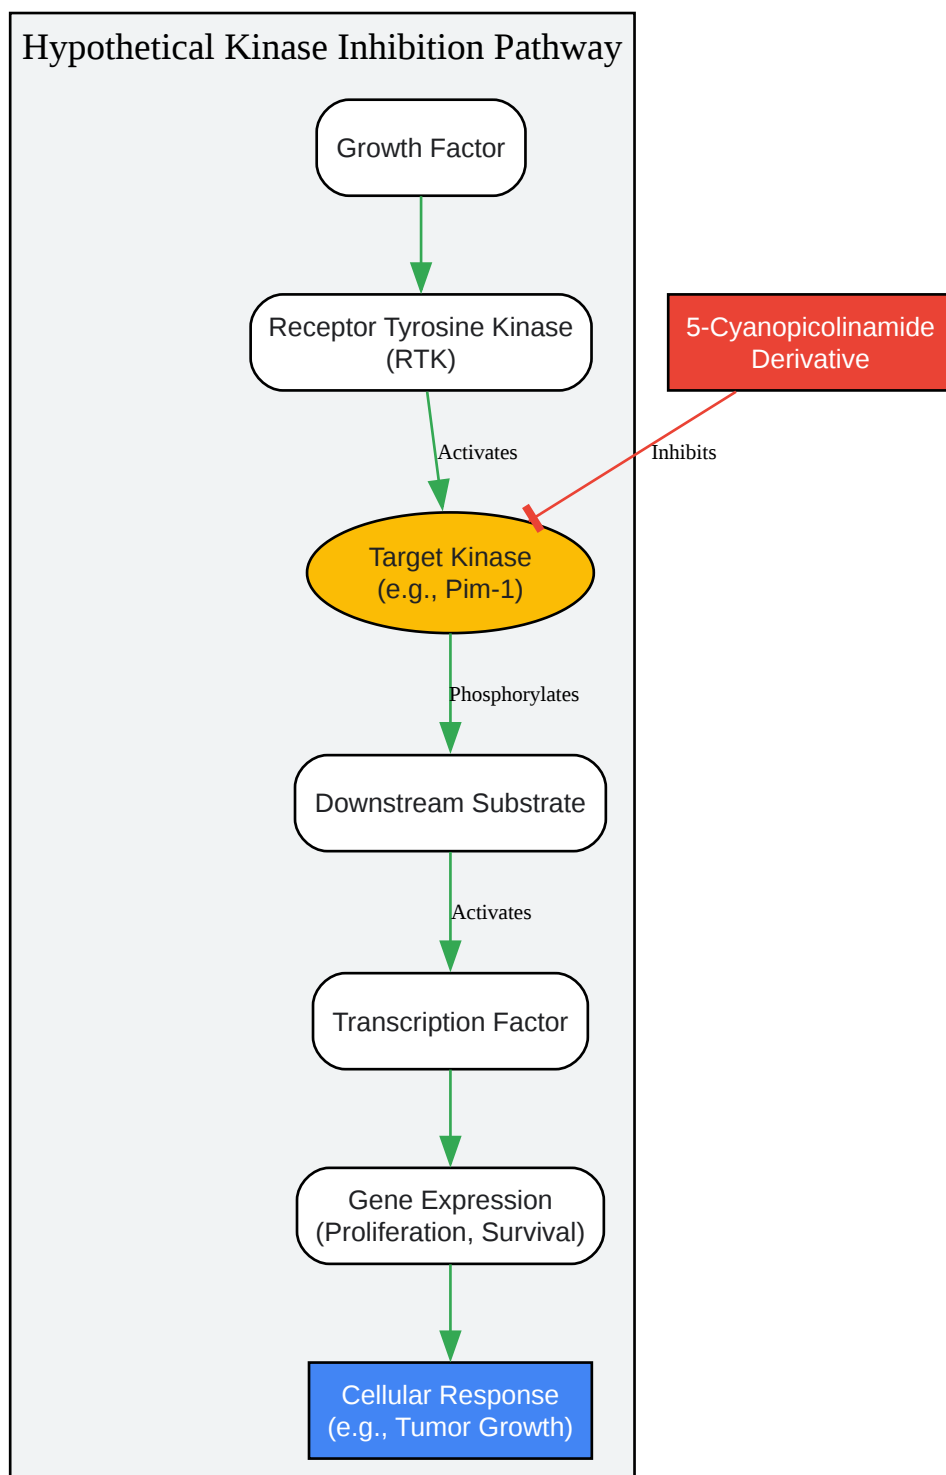 Hypothetical Kinase Inhibition Pathway
Growth Factor
Receptor Tyrosine Kinase
(RTK)
5-Cyanopicolinamide
Derivative
Activates
Inhibits
Target Kinase
(e.g., Pim-1)
Phosphorylates
Downstream Substrate
Activates
Transcription Factor
Gene Expression
(Proliferation, Survival)
Cellular Response
(e.g., Tumor Growth)